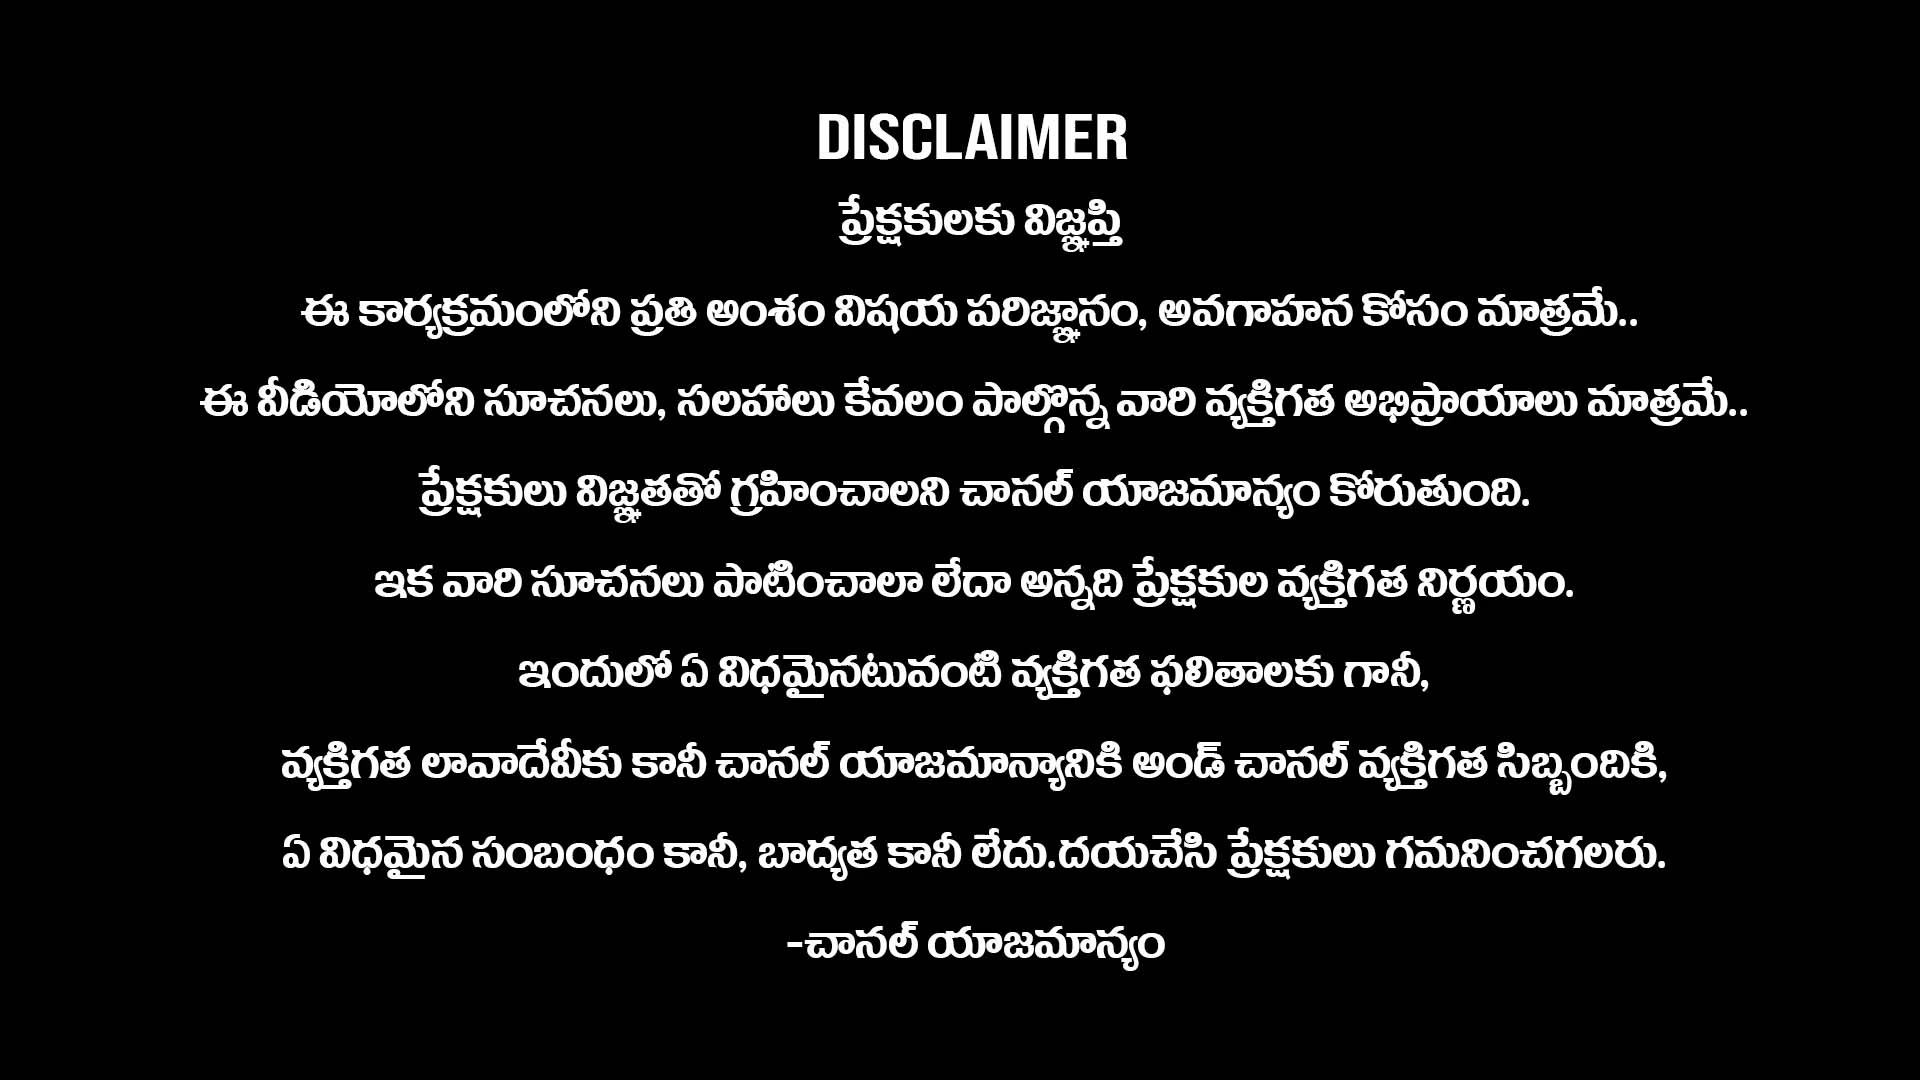 DISCLAIMER
ప్రేక్షకులకు విజ్ఞప్తి
ఈ కార్యక్రమంలోని ప్రతి అంశం విషయ పరిజ్ఞానం, అవగాహన కోసం మాత్రమే..
ఈ వీడియోలోని సూచనలు, సలహాలు కేవలం పాల్గొన్న వారి వ్యక్తిగత అభిప్రాయాలు మాత్రమే..
ప్రేక్షకులు విజ్ఞతతో గ్రహించాలని చానల్ యాజమాన్యం కోరుతుంది.
ఇక వారి సూచనలు పాటించాలా లేదా అన్నది ప్రేక్షకుల వ్యక్తిగత నిర్ణయం.
ఇందులో ఏ విధమైనటువంటి వ్యక్తిగత ఫలితాలకు గానీ,
వ్యక్తిగత లావాదేవీకు కానీ చానల్ యాజమాన్యానికి అండ్ చానల్ వ్యక్తిగత సిబ్బందికి,
ఏ విధమైన సంబంధం కానీ, బాద్యత కానీ లేదు.దయచేసి ప్రేక్షకులు గమనించగలరు.
-చానల్ యాజమాన్యం